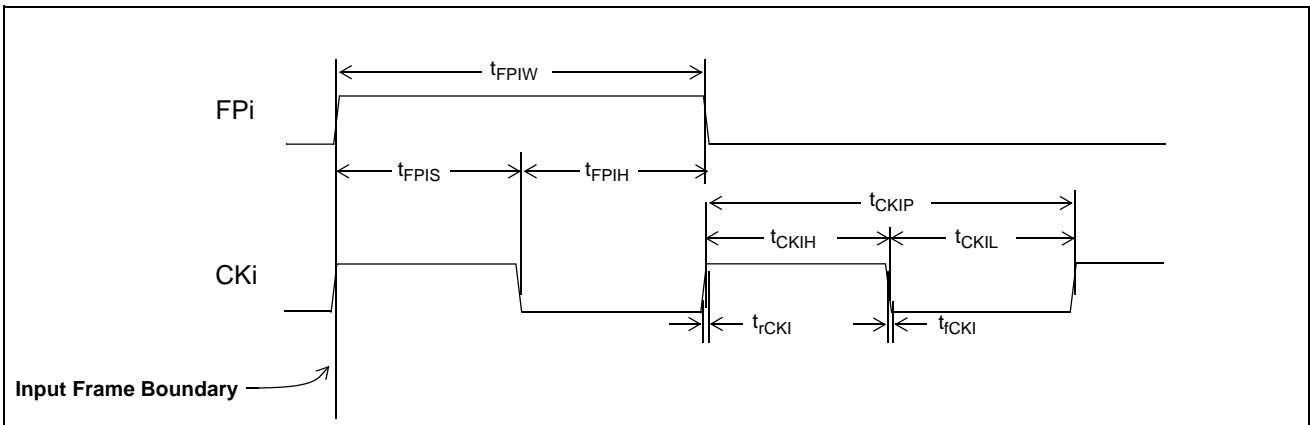 tFPIW
FPi
tFPIS
tFPIH
tCKIP
tCKIH
tCKIL
CKi
trCKI
tfCKI
Input Frame Boundary